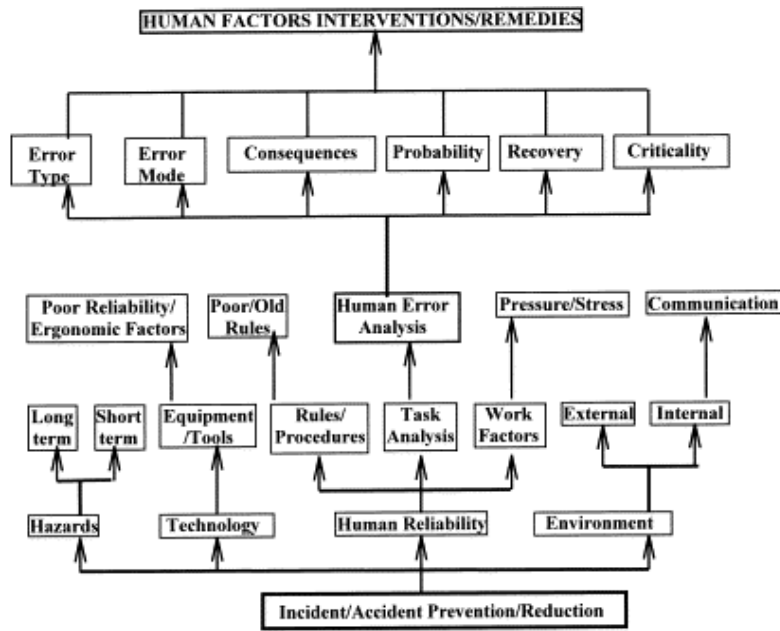 HUMAN FACTORS INTERVENTIONS/REMEDIES
Error
Type
Error
Mode
Consequences
Probability
Recovery
Criticality
Poor Reliability/
Ergonomic Factors
Poor/Old
Rules
Human Error
Analysis
Pressure/Stress
Communication
Long
term
Short
term
Equipment
/Tools
Rules/
Procedures
Task
Analysis
Work
Factors
External
Internal
Hazards
Technology
Human Reliability
Environment
Incident/Accident Prevention/Reduction